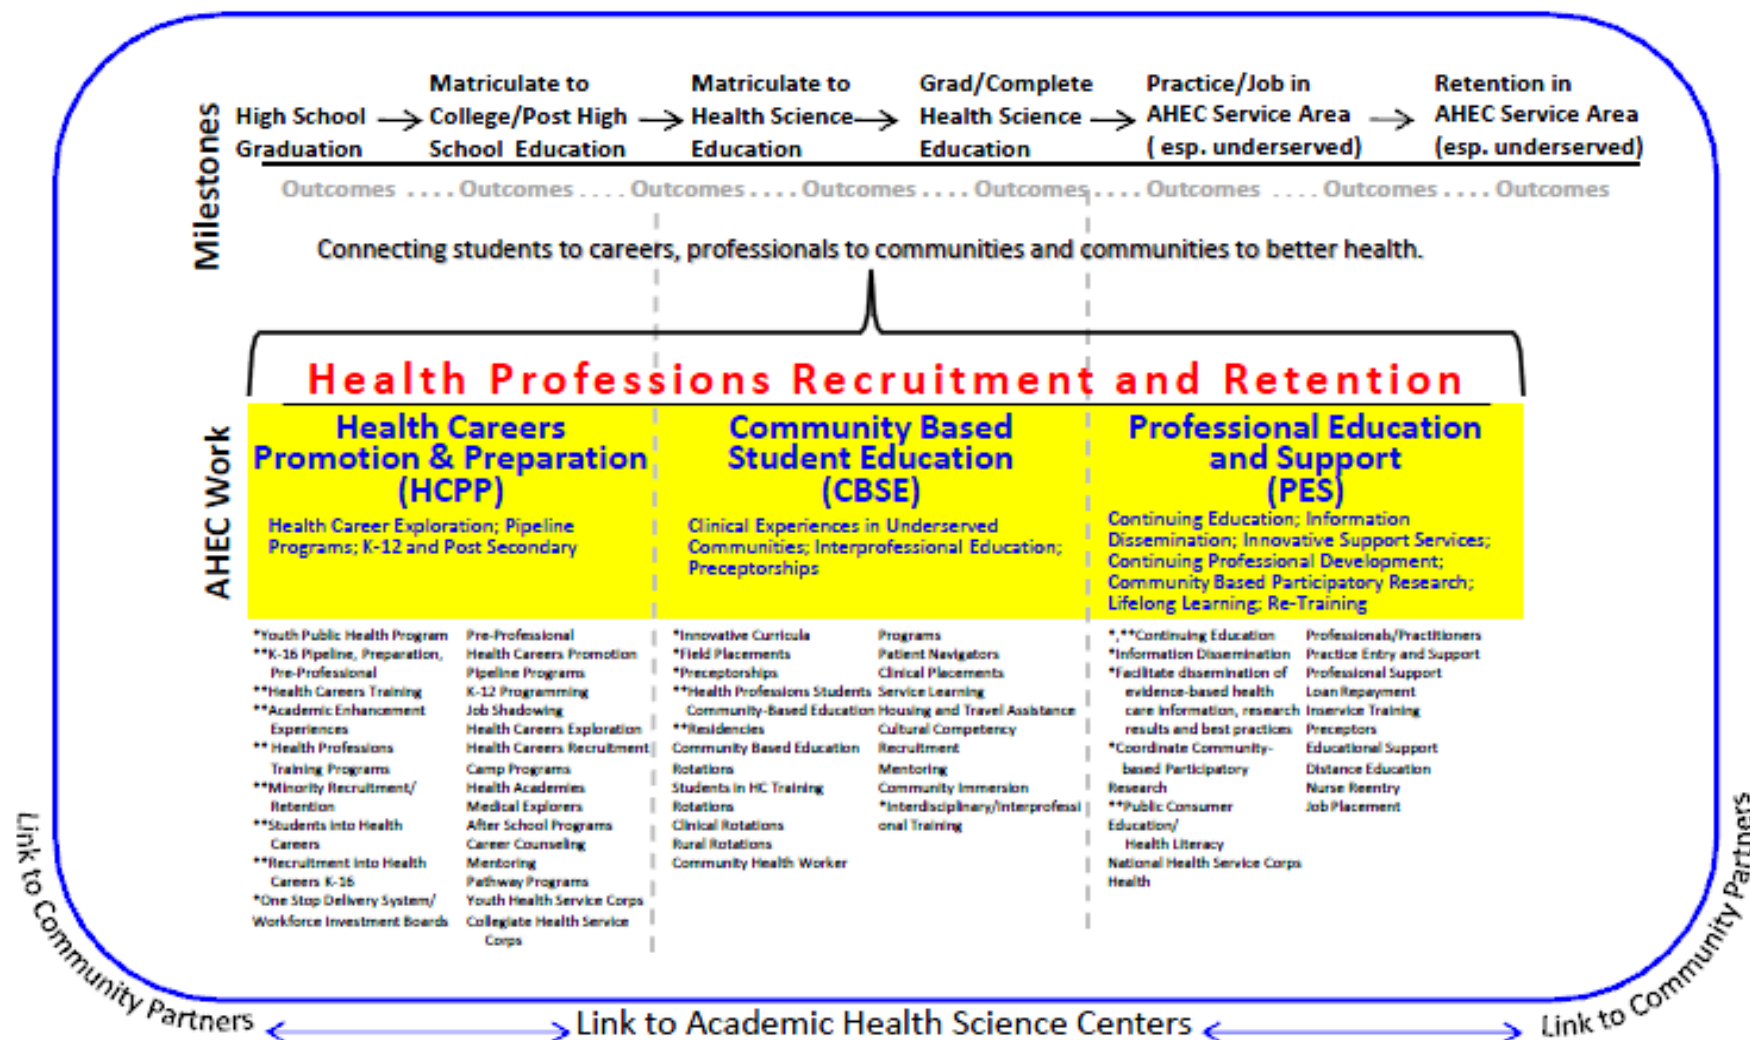 Milestones
High School
Graduation
Matriculate to
College/Post High
School Education
Matriculate to
Health Science
Education
Grad/Complete
Health Science
Education
Practice/Job in
AHEC Service Area
( esp. underserved)
Retention in
AHEC Service Area
(esp. underserved)
Outcomes .... Outcomes .... Outcomes .... Outcomes .... Outcomes .... Outcomes .... Outcomes .... Outcomes
Connecting students to careers, professionals to communities and communities to better health.
Health Professions Recruitment and Retention
AHEC Work
Health Careers
Promotion & Preparation
(HCPP)
Health Career Exploration; Pipeline
Programs; K-12 and Post Secondary
Community Based
Student Education
(CBSE)
Clinical Experiences in Underserved
Communities; Interprofessional Education;
Preceptorships
Professional Education
and Support
(PES)
Continuing Education; Information
Dissemination; Innovative Support Services;
Continuing Professional Development;
Community Based Participatory Research;
Lifelong Learning; Re-Training
*Youth Public Health Program
**K-16 Pipeline, Preparation,
Pre-Professional
**Health Careers Training
**Academic Enhancement
Experiences
** Health Professions
Training Programs
**Minority Recruitment/
Retention
**Students into Health
Careers
**Recruitment into Health
Careers K-16
*One Stop Delivery System/
Workforce Investment Boards
Pre-Professional
Health Careers Promotion
Pipeline Programs
K-12 Programming
Job Shadowing
Health Careers Exploration
Health Careers Recruitment
Camp Programs
Health Academies
Medical Explorers
After School Programs
Career Counseling
Mentoring
Pathway Programs
Youth Health Service Corps
Collegiate Health Service
Corps
*Innovative Curricula
*Field Placements
*Preceptorships
**Health Professions Students
Community-Based Education
**Residencies
Community Based Education
Rotations
Students in HC Training
Rotations
Clinical Rotations
Rural Rotations
Community Health Worker
Programs
Patient Navigators
Clinical Placements
Service Learning
Housing and Travel Assistance
Cultural Competency
Recruitment
Mentoring
Community Immersion
*Interdisciplinary/Interprofessi
onal Training
*,**Continuing Education
*Information Dissemination
*Facilitate dissemination of
evidence-based health
care information, research
results and best practices
*Coordinate Community-
based Participatory
Research
**Public Consumer
Education/
Health Literacy
National Health Service Corps
Health
Professionals/Practitioners
Practice Entry and Support
Professional Support
Loan Repayment
Inservice Training
Preceptors
Educational Support
Distance Education
Nurse Reentry
Job Placement
Link to Community Partners
Link to Academic Health Science Centers
Link to Community Partners